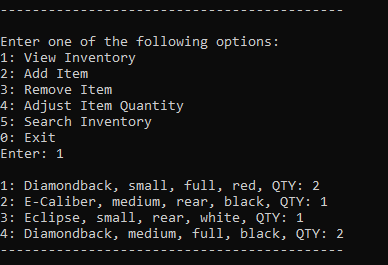 -------------------------------------------
Enter one of the following options:
1: View Inventory
2: Add Item
3: Remove Item
4: Adjust Item Quantity
5: Search Inventory
0: Exit
Enter: 1
1: Diamondback, small, full, red, QTY: 2
2: E-Caliber, medium, rear, black, QTY: 1
3: Eclipse, small, rear, white, QTY: 1
4: Diamondback, medium, full, black, QTY: 2
-------------------------------------------